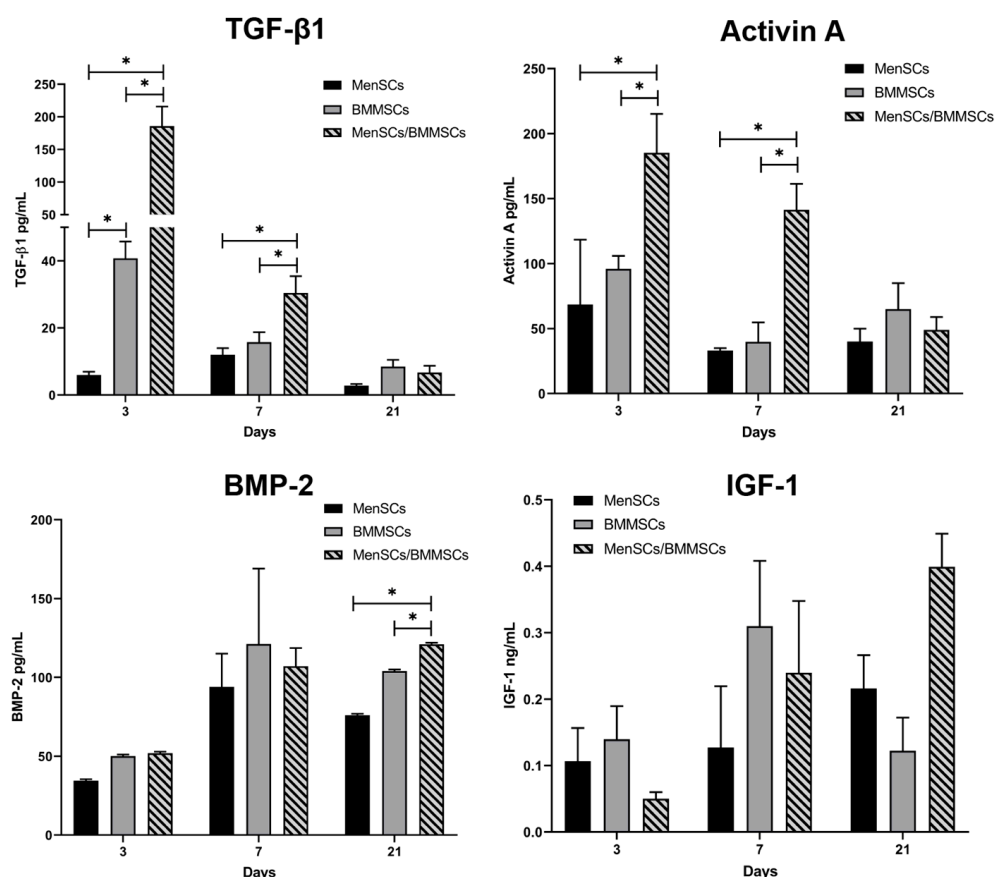 TGF-β1
*
*
MenSCs
BMMSCs
MenSCs/BMMSCs
250
200
150
100
50
*
*
*
40
20
0
TGF-β1 pg/mL
3 7 21
Days
Activin A
*
*
*
*
MenSCs
BMMSCs
MenSCs/BMMSCs
250
200
150
100
50
0
Activin A pg/mL
3 7 21
Days
BMP-2
MenSCs
BMMSCs
MenSCs/BMMSCs
*
*
200
150
100
50
0
BMP-2 pg/mL
3 7 21
Days
IGF-1
MenSCs
BMMSCs
MenSCs/BMMSCs
0.5
0.4
0.3
0.2
0.1
0.0
IGF-1 ng/mL
3 7 21
Days